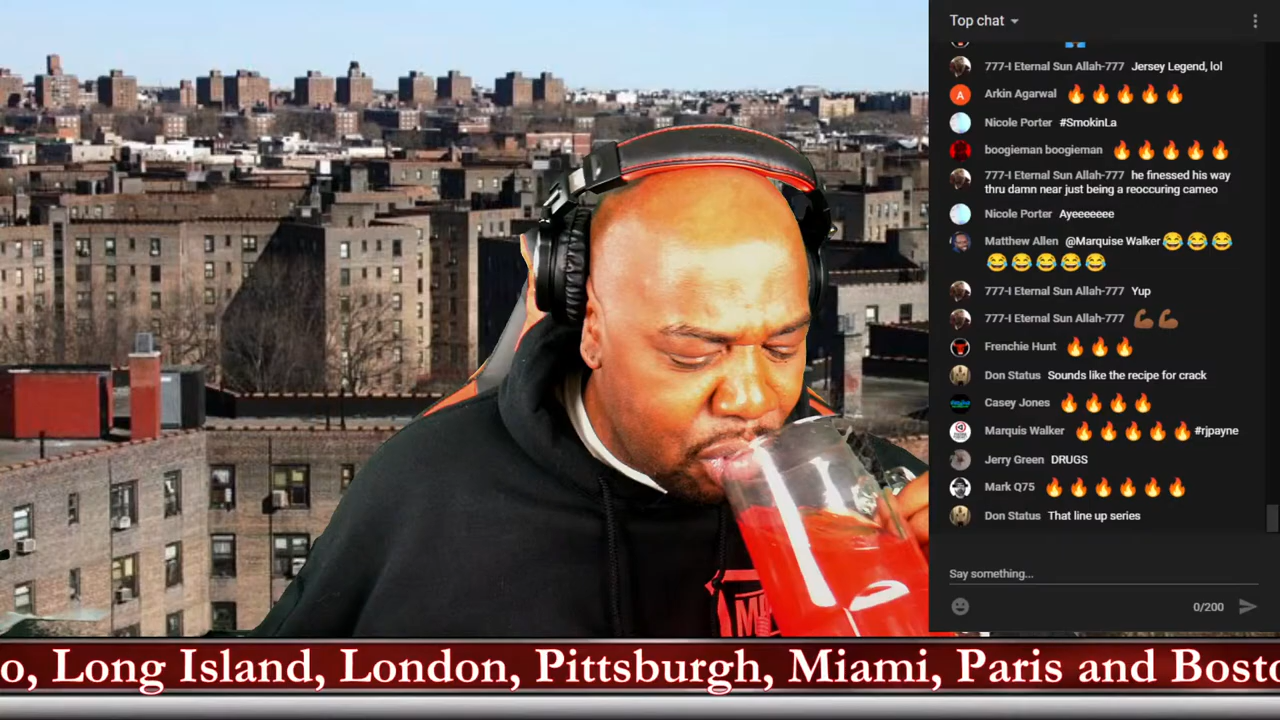 Top chat
777-I Eternal Sun Allah-777 Jersey Legend, lol
Arkin Agarwal 🔥🔥🔥🔥🔥
A
Nicole Porter #SmokinLa
boogieman boogieman 🔥🔥🔥🔥🔥
777-I Eternal Sun Allah-777 he finessed his way
thru damn near just being a reoccuring cameo
Nicole Porter Ayeeeeeee
Matthew Allen @Marquise Walker 😂😂😂
😂😂😂😂😂
777-I Eternal Sun Allah-777 Yup
777-I Eternal Sun Allah-777 💪🏾💪🏾
Frenchie Hunt 🔥🔥🔥
Don Status Sounds like the recipe for crack
Casey Jones 🔥🔥🔥🔥
Marquis Walker 🔥🔥🔥🔥🔥#rjpayne
Jerry Green DRUGS
Mark Q75 🔥🔥🔥🔥🔥🔥
Don Status That line up series
Say something...
0/200
o, Long Island, London, Pittsburgh, Miami, Paris and Bosto